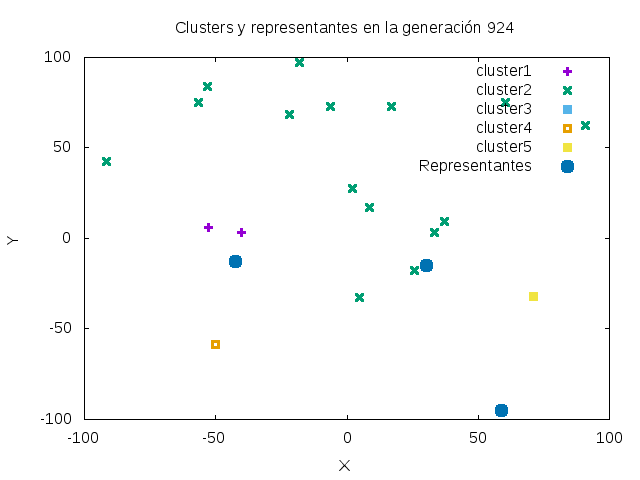 Clusters y representantes en la generación 924
100
50
0
-50
-100
-100
-50
0
50
100
Y
X
cluster1
cluster2
cluster3
cluster4
cluster5
Representantes